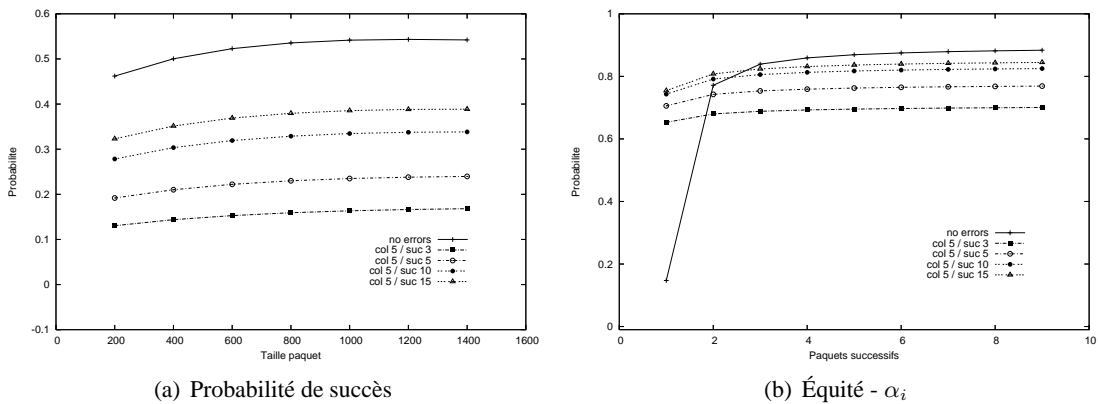 0.6
0.5
0.4
0.3
0.2
0.1
0
-0.1
Probabilite
0 200 400 600 800 1000 1200 1400 1600
Taille paquet
no errors
col 5 / suc 3
col 5 / suc 5
col 5 / suc 10
col 5 / suc 15
(a) Probabilité de succès
1
0.8
0.6
0.4
0.2
0
Probabilite
0 2 4 6 8 10
Paquets successifs
no errors
col 5 / suc 3
col 5 / suc 5
col 5 / suc 10
col 5 / suc 15
(b) Équité - αi